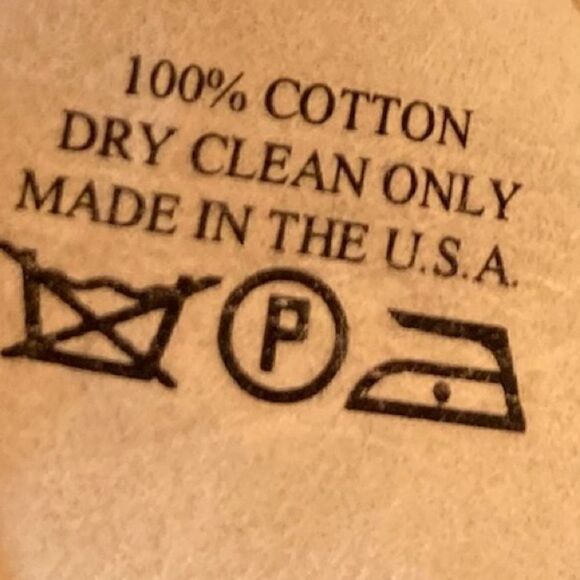 100% COTTON
DRY CLEAN ONLY
MADE IN THE U.S.A.
P